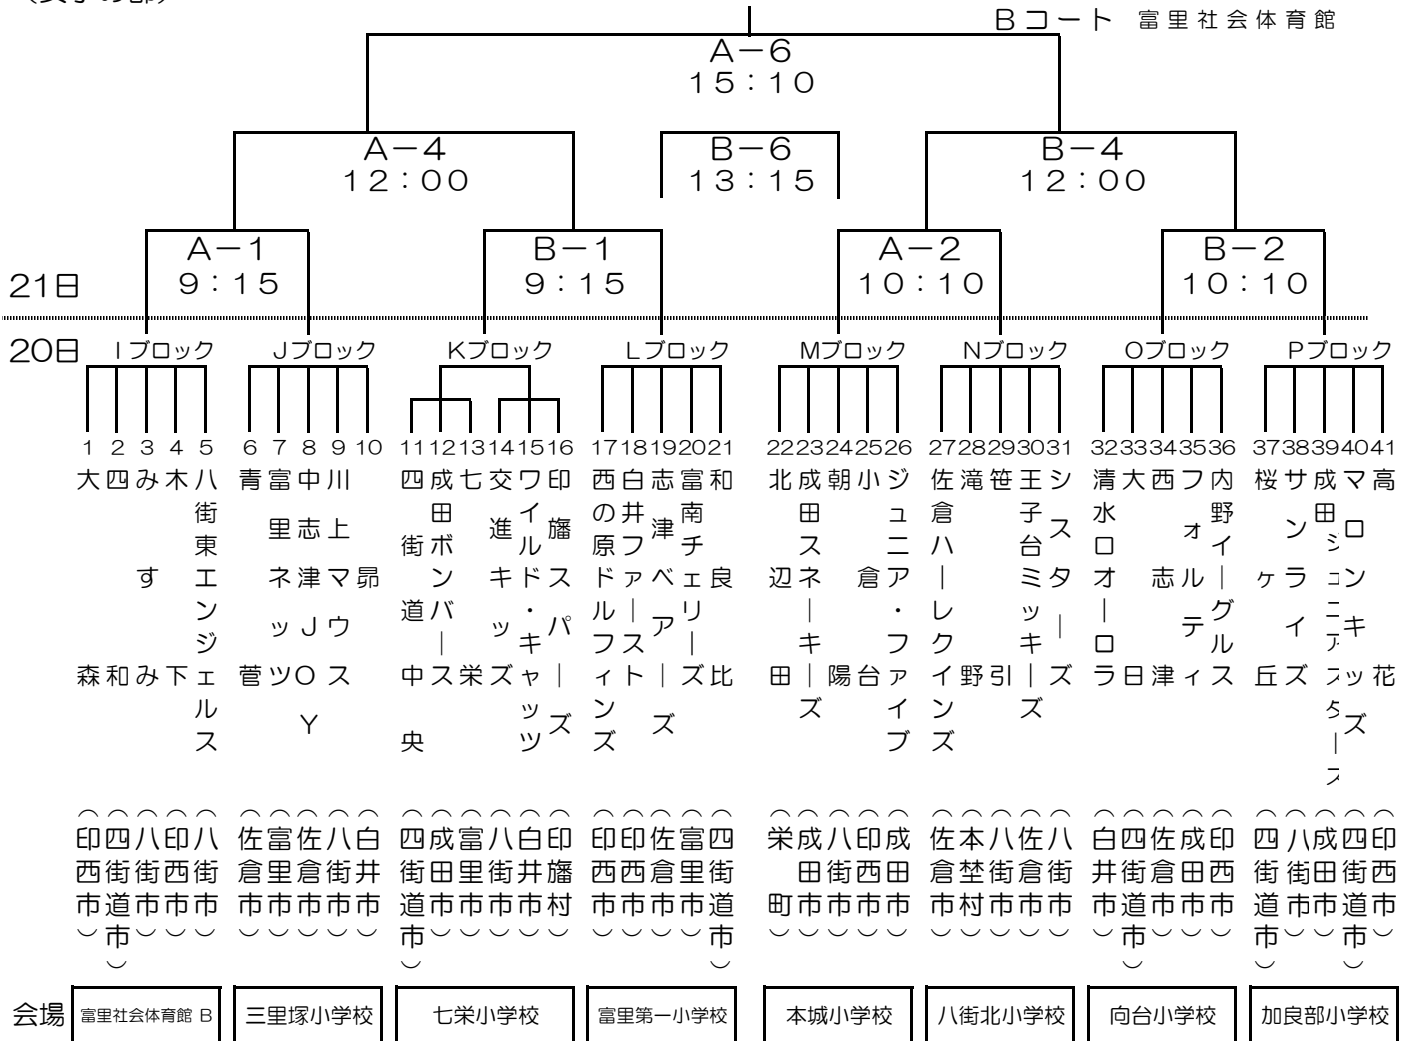 Bコート 富里社会体育館
A－6
15：10
A－4
12：00
B－6
13：15
B－4
12：00
A－1
9：15
B－1
9：15
A－2
10：10
B－2
10：10
21日
20日
Iブロック
Jブロック
Kブロック
Lブロック
Mブロック
Nブロック
Oブロック
Pブロック
1 大森（印西市）
2 四和（四街道市）
3 みすみ（八街市）
4 木下（印西市）
5 八街東エンジェルス（八街市）
6 青菅（佐倉市）
7 富里ネッツ（富里市）
8 中志津JOY（佐倉市）
9 川上マウス（八街市）
10 昴（白井市）
11 四街道中央（四街道市）
12 成田ボンバース（成田市）
13 七栄（富里市）
14 交進キッズ（八街市）
15 ワイルド・キャッツ（白井市）
16 印旛スパーズ（印旛村）
17 西の原ドルフィンズ（印西市）
18 白井ファースト（印西市）
19 志津ベアーズ（佐倉市）
20 富南チェリーズ（富里市）
21 和良比（四街道市）
22 北辺田（栄町）
23 成田スネーキーズ（成田市）
24 朝陽（八街市）
25 小倉台（印西市）
26 ジュニア・ファイブ（成田市）
27 佐倉ハーレクイインズ（佐倉市）
28 滝野（本埜村）
29 笹引（八街市）
30 王子台ミッキーズ（佐倉市）
31 シスターズ（八街市）
32 清水口オーロラ（白井市）
33 大日（四街道市）
34 西志津（佐倉市）
35 フォルティ（成田市）
36 内野イーグルス（印西市）
37 桜ヶ丘（四街道市）
38 サンライズ（八街市）
39 成田ジュニアスターズ（成田市）
40 マロンキッズ（四街道市）
41 高花（印西市）
会場
富里社会体育館 B
三里塚小学校
七栄小学校
富里第一小学校
本城小学校
八街北小学校
向台小学校
加良部小学校